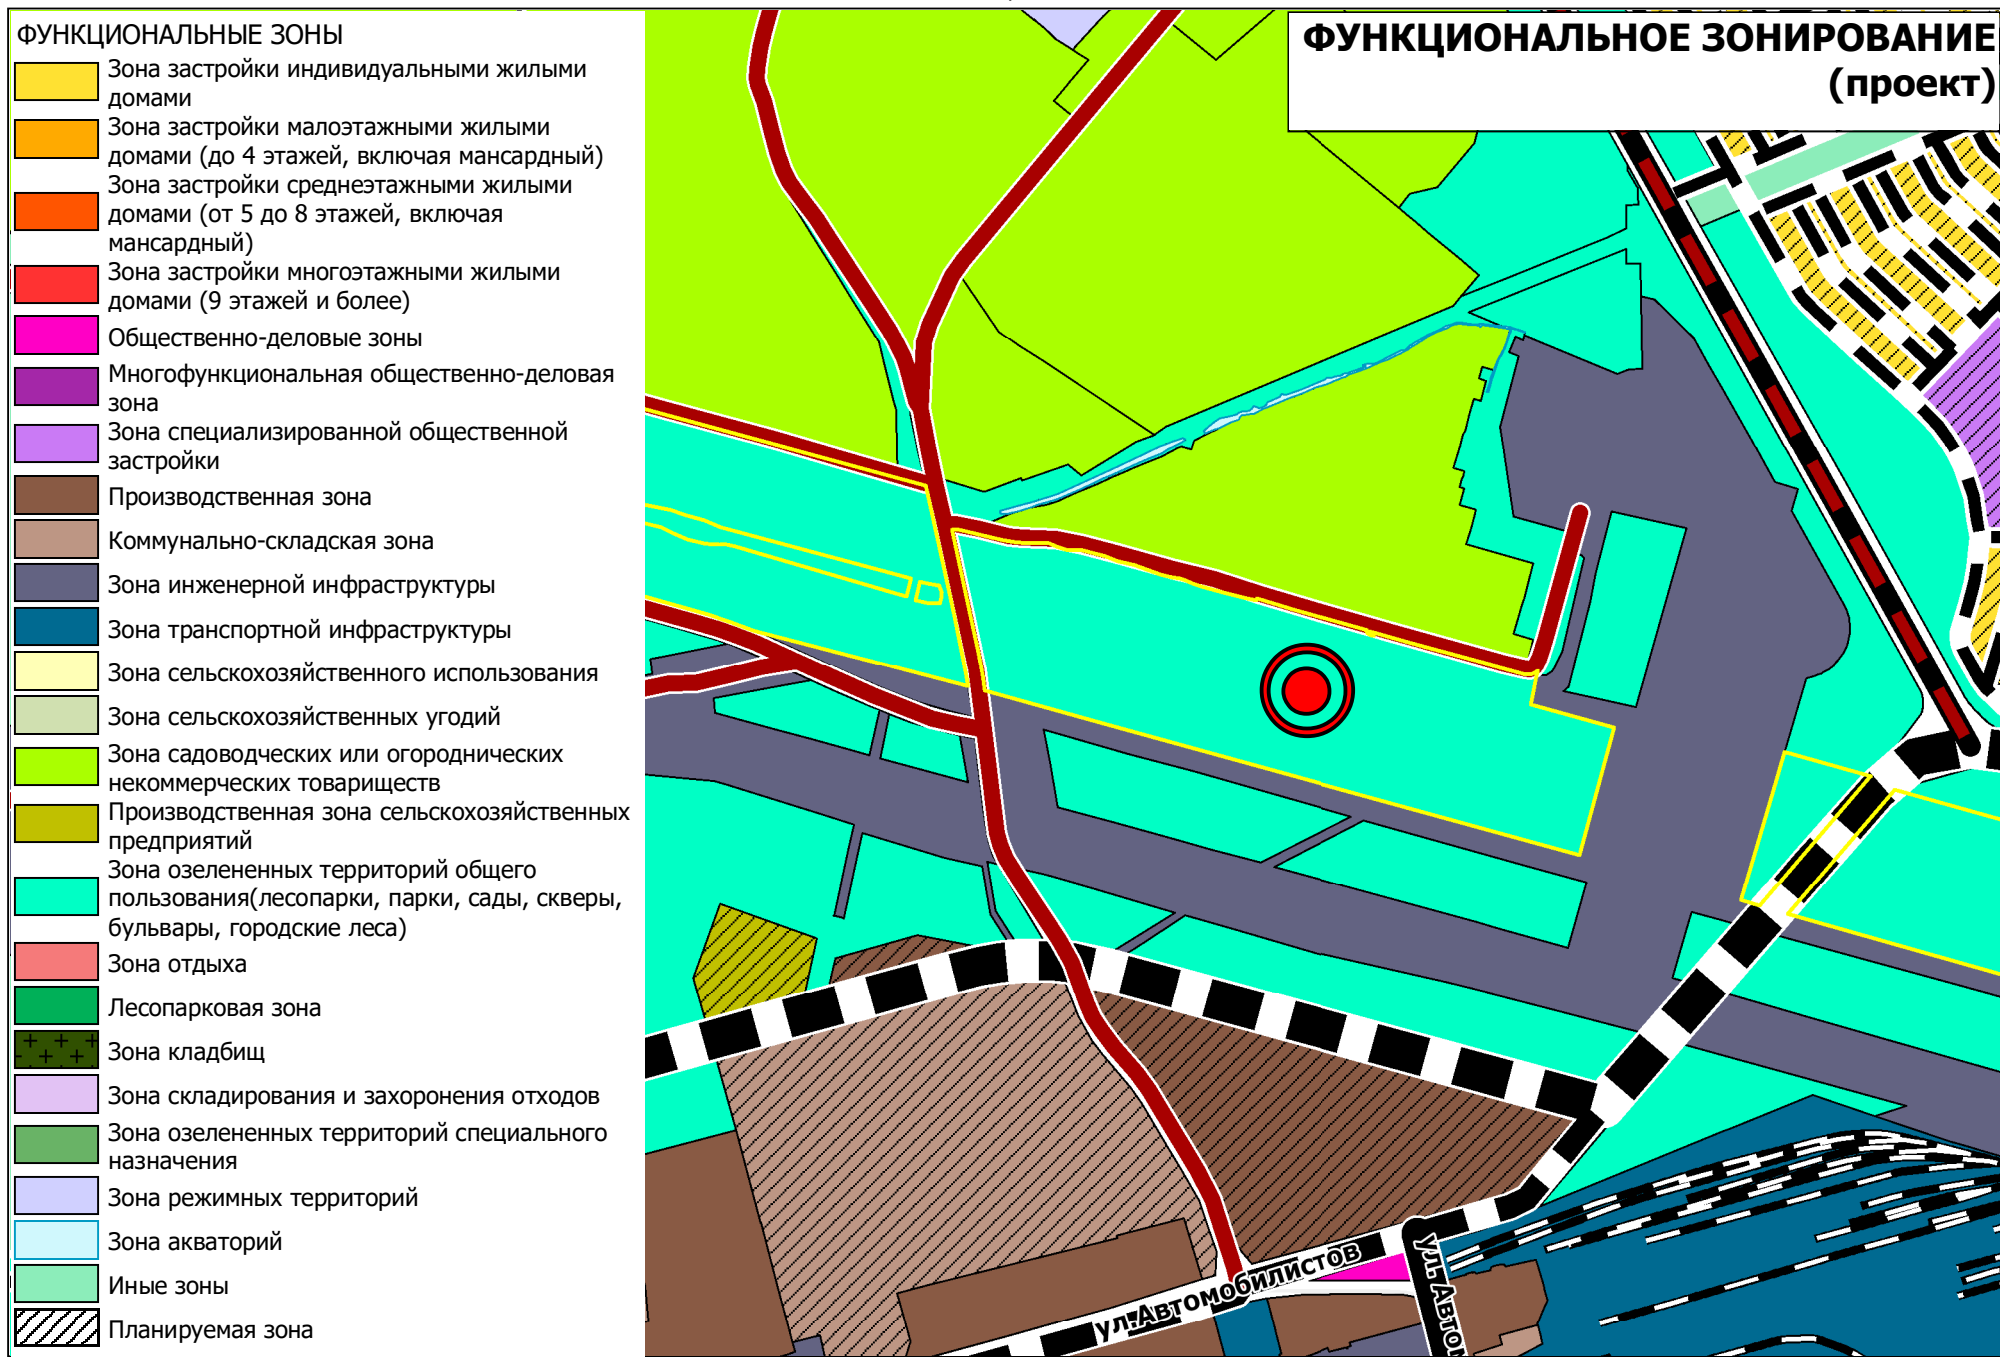 ФУНКЦИОНАЛЬНОЕ ЗОНИРОВАНИЕ
(проект)
ФУНКЦИОНАЛЬНЫЕ ЗОНЫ
Зона застройки индивидуальными жилыми
домами
Зона застройки малоэтажными жилыми
домами (до 4 этажей, включая мансардный)
Зона застройки среднеэтажными жилыми
домами (от 5 до 8 этажей, включая
мансардный)
Зона застройки многоэтажными жилыми
домами (9 этажей и более)
Общественно-деловые зоны
Многофункциональная общественно-деловая
зона
Зона специализированной общественной
застройки
Производственная зона
Коммунально-складская зона
Зона инженерной инфраструктуры
Зона транспортной инфраструктуры
Зона сельскохозяйственного использования
Зона сельскохозяйственных угодий
Зона садоводческих или огороднических
некоммерческих товариществ
Производственная зона сельскохозяйственных
предприятий
Зона озелененных территорий общего
пользования(лесопарки, парки, сады, скверы,
бульвары, городские леса)
Зона отдыха
Лесопарковая зона
Зона кладбищ
Зона складирования и захоронения отходов
Зона озелененных территорий специального
назначения
Зона режимных территорий
Зона акваторий
Иные зоны
Планируемая зона
ул.Автомобилистов
ул. Автом